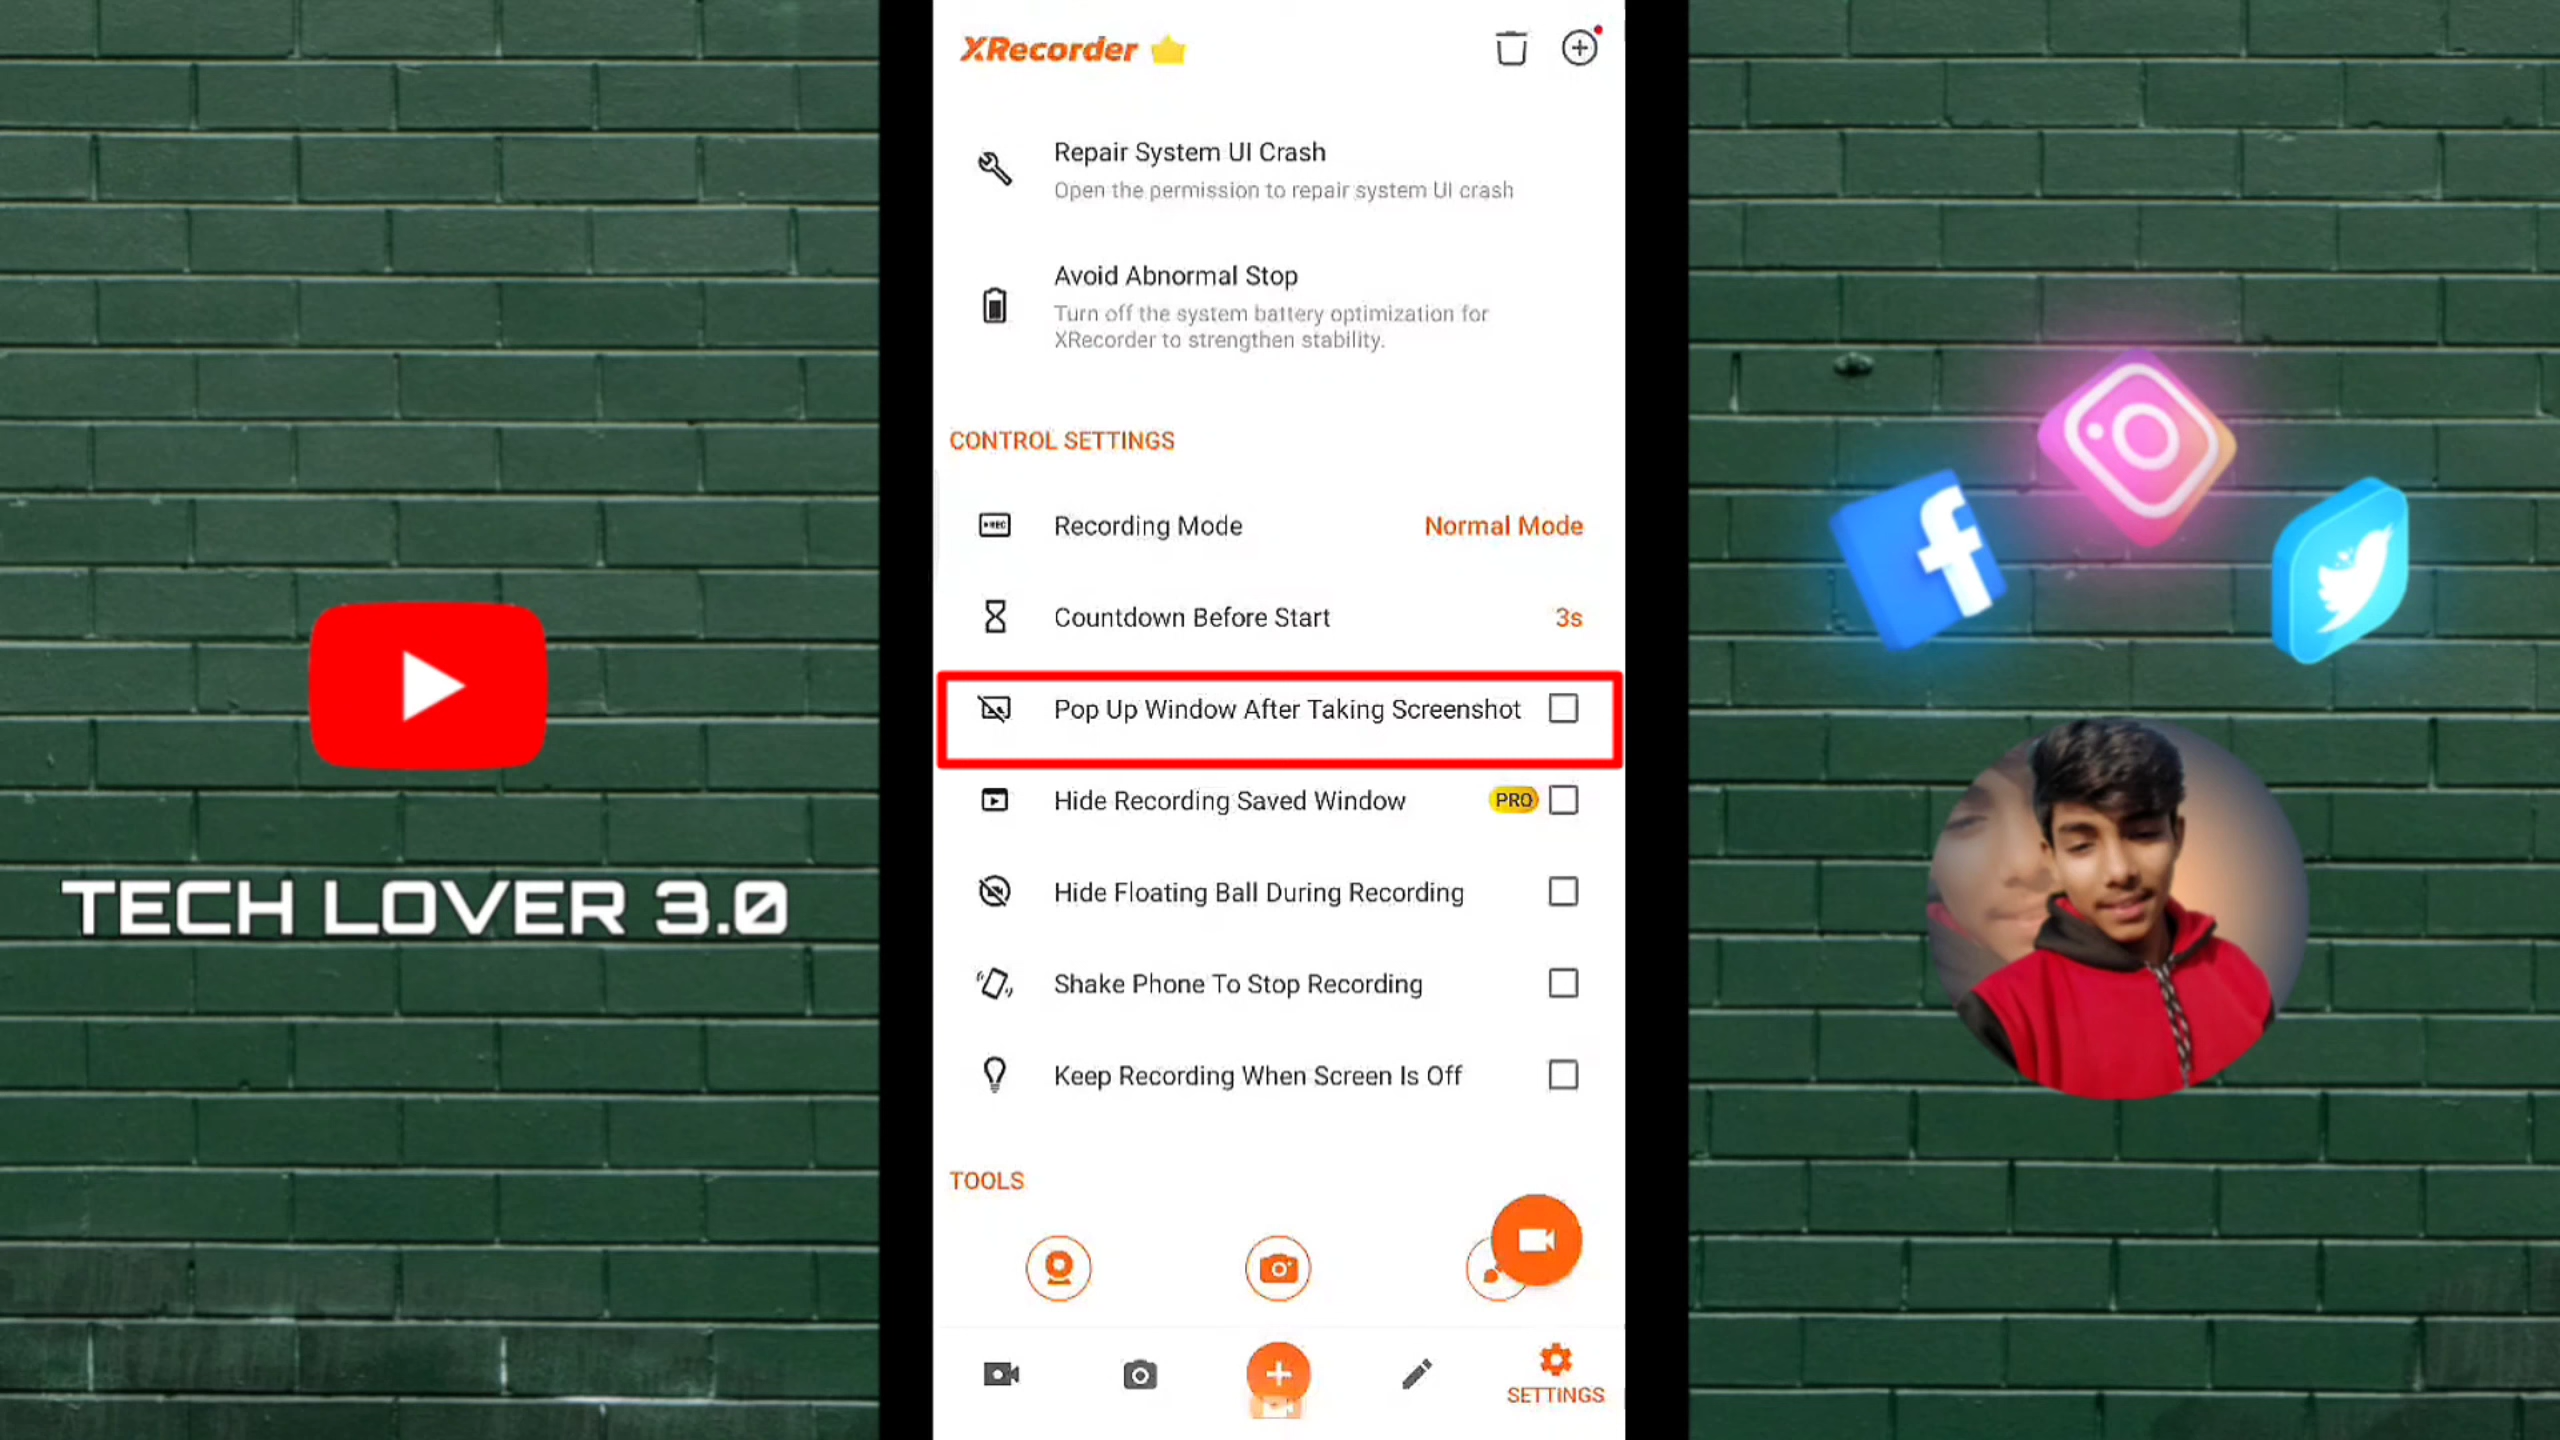 XRecorder
Repair System UI Crash
Open the permission to repair system UI crash
Avoid Abnormal Stop
Turn off the system battery optimization for
XRecorder to strengthen stability.
CONTROL SETTINGS
REC
Recording Mode
Normal Mode
Countdown Before Start
3s
Pop Up Window After Taking Screenshot
Hide Recording Saved Window
PRO
Hide Floating Ball During Recording
Shake Phone To Stop Recording
Keep Recording When Screen Is Off
TOOLS
SETTINGS
TECH LOVER 3.0